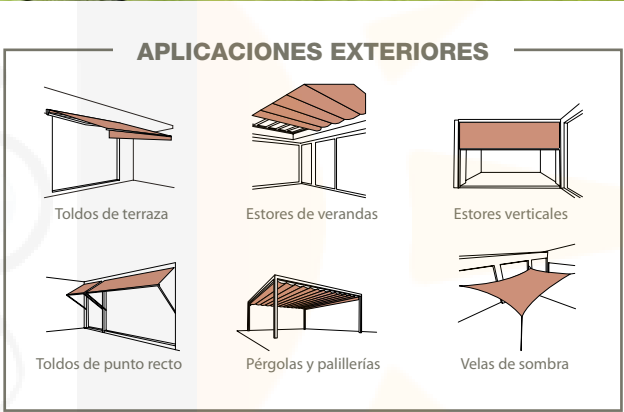 APLICACIONES EXTERIORES
Toldos de terraza
Estores de verandas
Estores verticales
Toldos de punto recto
Pérgolas y palillerías
Velas de sombra